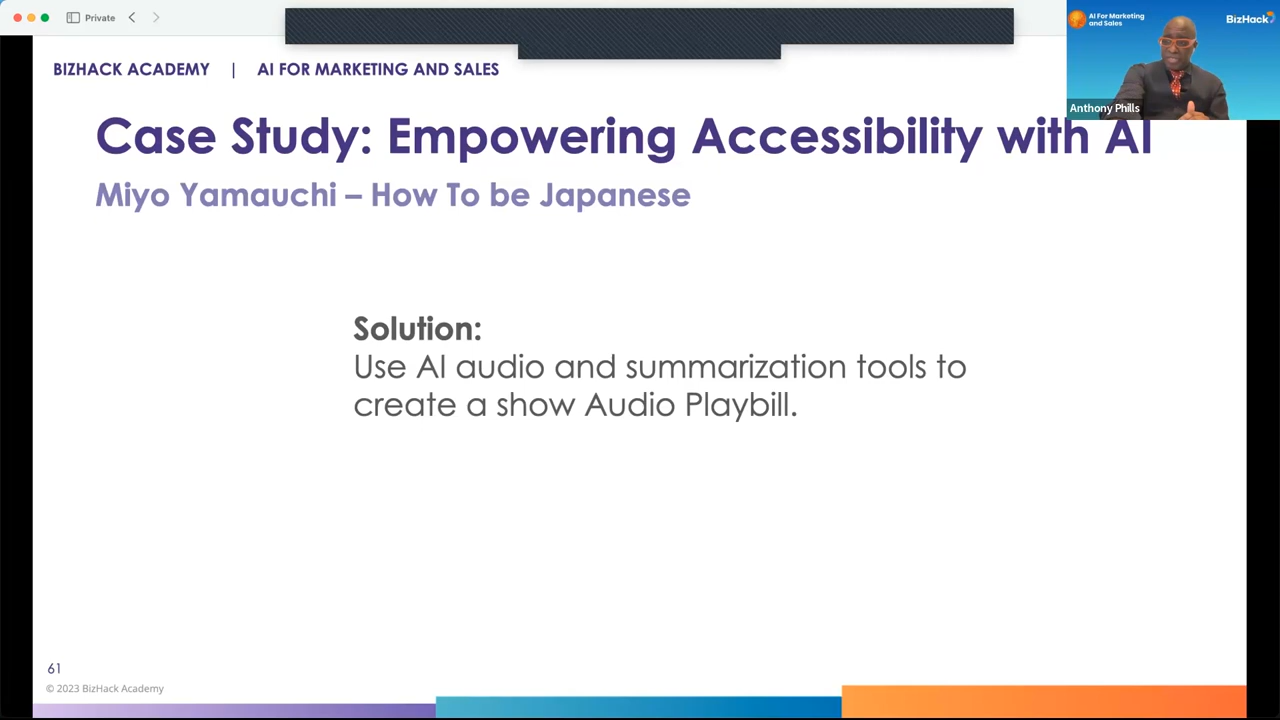 Private
AI For Marketing
and Sales
BizHack
Anthony Phills
BIZHACK ACADEMY | AI FOR MARKETING AND SALES
Case Study: Empowering Accessibility with AI
Miyo Yamauchi – How To be Japanese
Solution:
Use AI audio and summarization tools to
create a show Audio Playbill.
61
© 2023 BizHack Academy